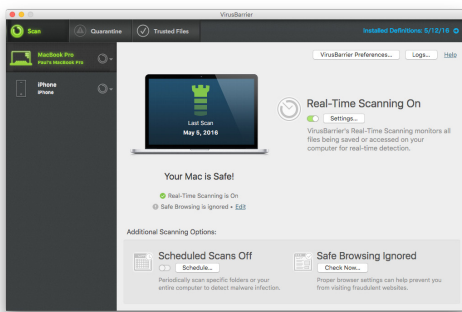 VirusBarrier
Scan
Quarantine
Trusted Files
Installed Definitions: 5/12/16
MacBook Pro
Paul's MacBook Pro
iPhone
iPhone
VirusBarrier Preferences...
Logs...
Help
Last Scan
May 5, 2016
Real-Time Scanning On
Settings...
VirusBarrier's Real-Time Scanning monitors all
files being saved or accessed on your
computer for real-time detection.
Your Mac is Safe!
Real-Time Scanning is On
Safe Browsing is ignored • Edit
Additional Scanning Options:
Scheduled Scans Off
Schedule...
Periodically scan specific folders or your
entire computer to detect malware infection.
Safe Browsing Ignored
Check Now...
Proper browser settings can help prevent you
from visiting fraudulent websites.